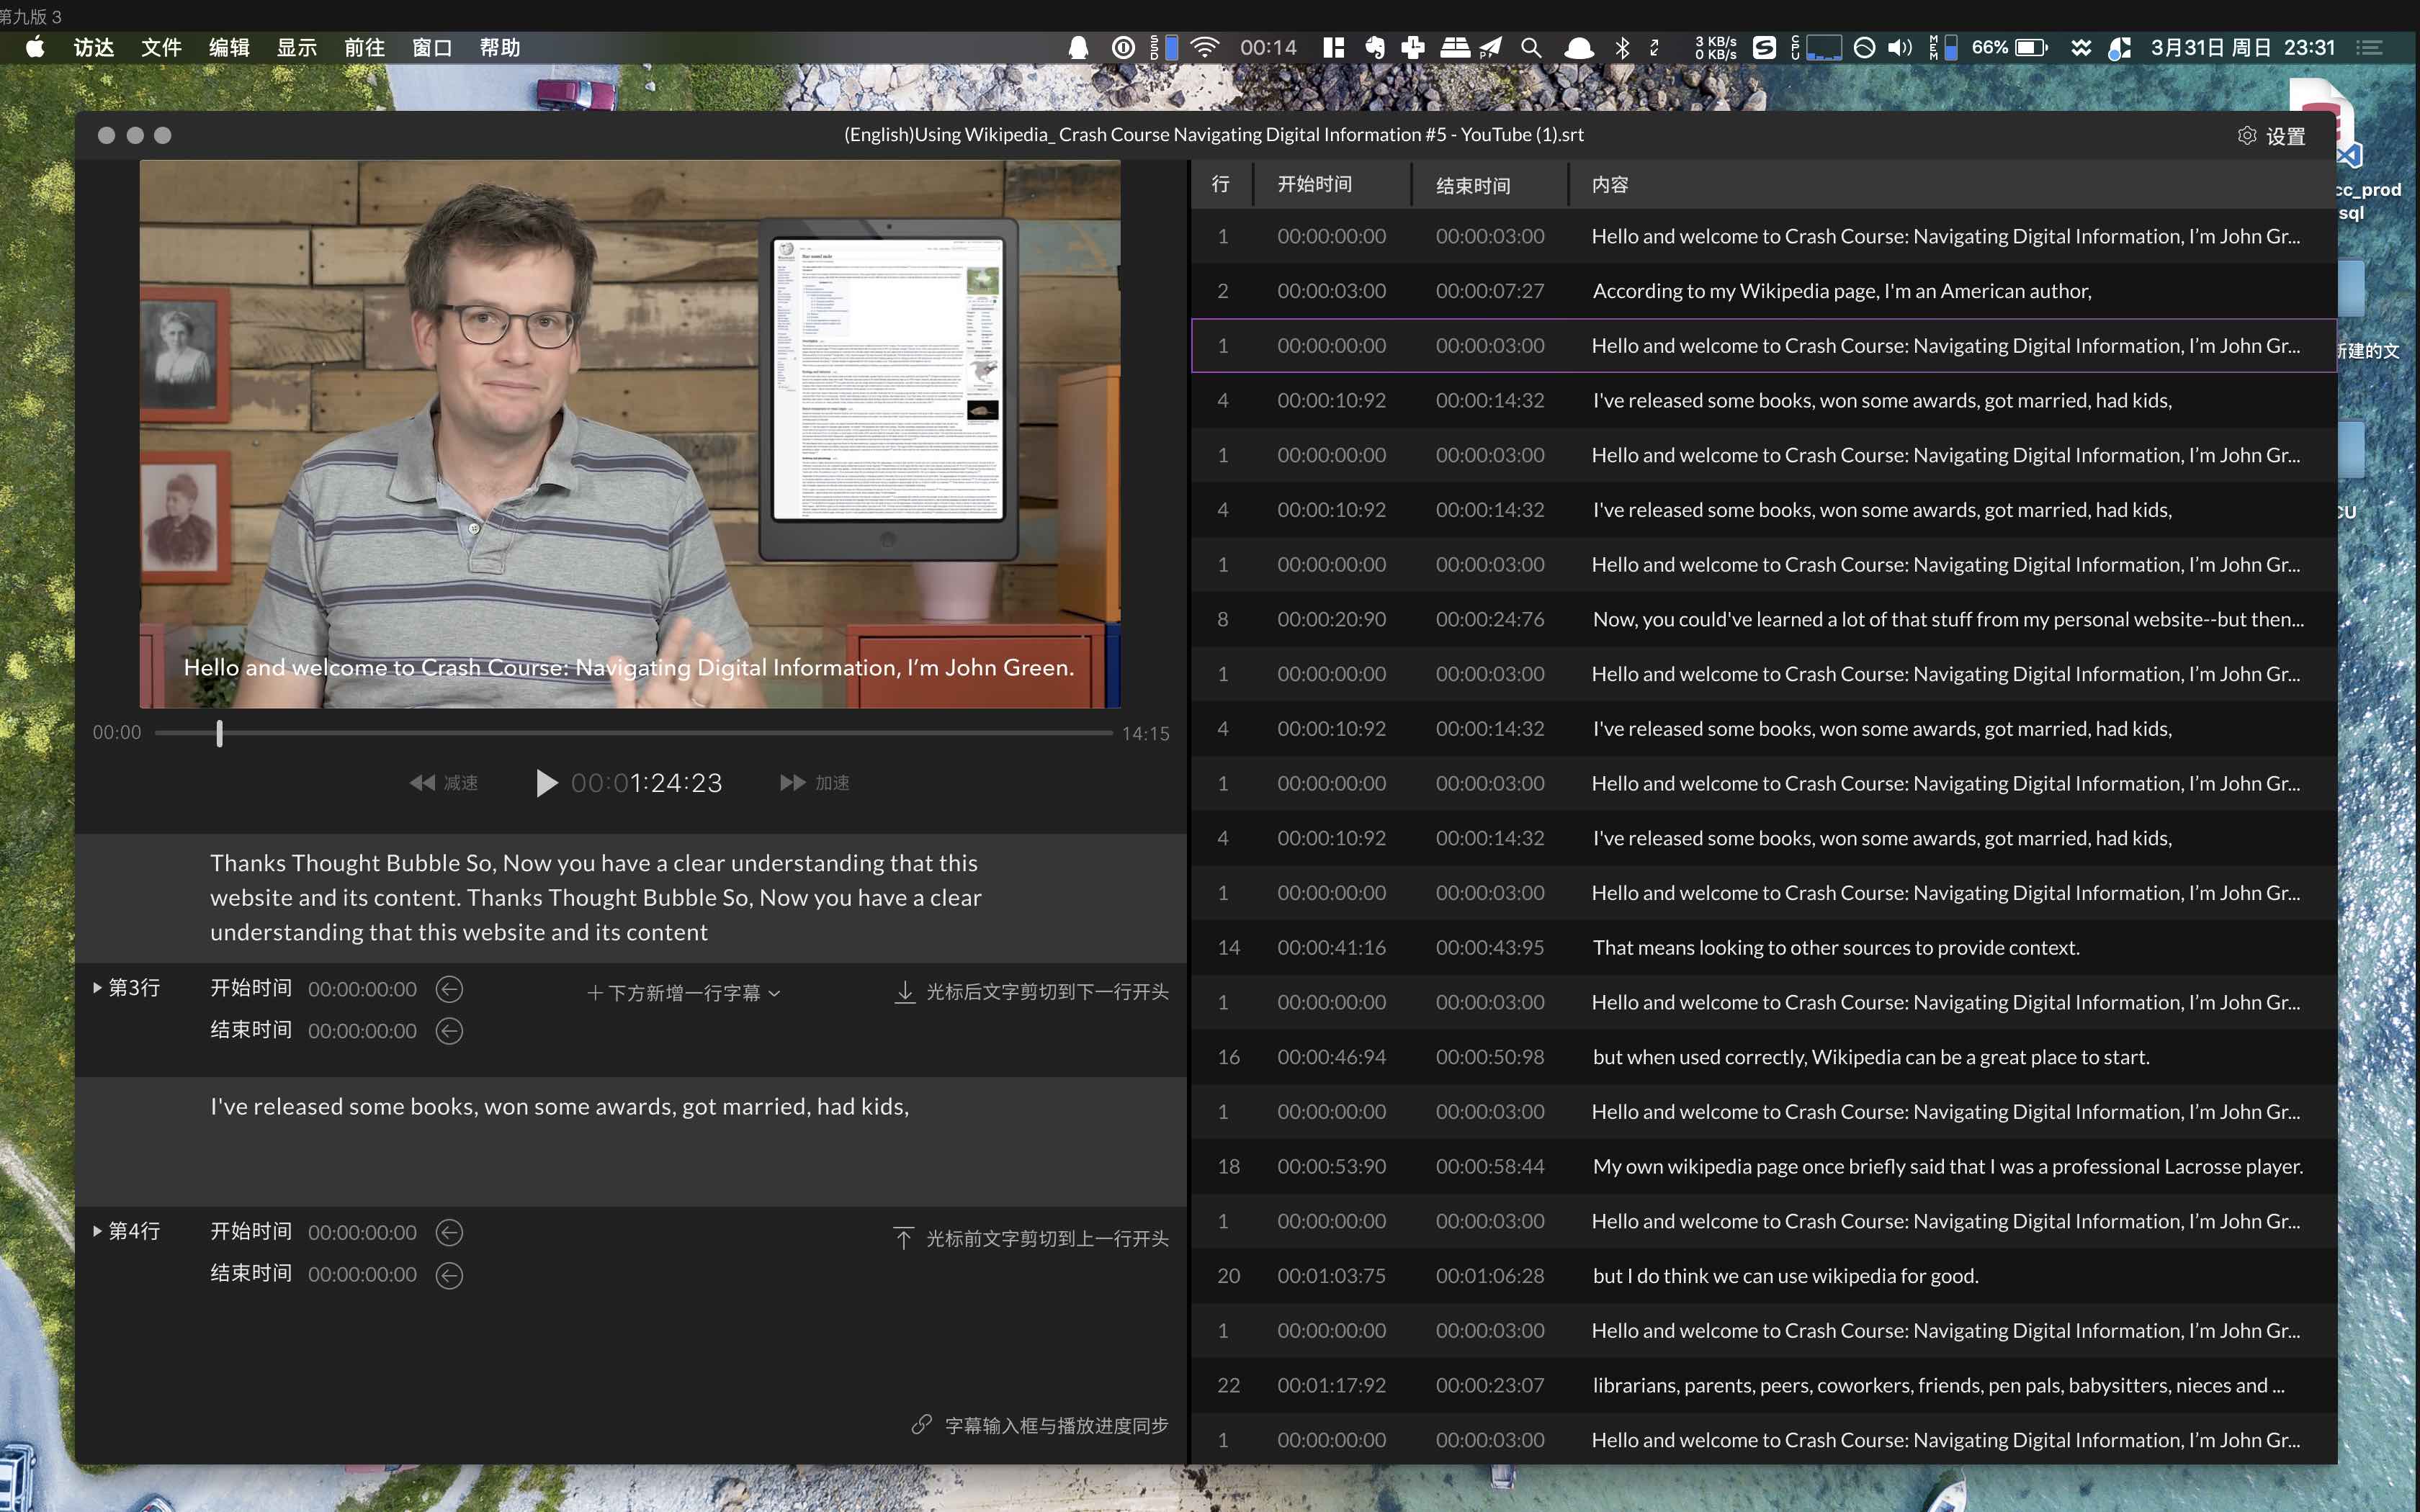 第九版 3
访达 文件 编辑 显示 前往 窗口 帮助 SSD 00:14 3 KB/s 0 KB/s CPU MEM 66% 3月31日 周日 23:31
(English)Using Wikipedia_ Crash Course Navigating Digital Information #5 - YouTube (1).srt
设置
Hello and welcome to Crash Course: Navigating Digital Information, I’m John Green.
00:00 14:15
减速 00:01:24:23 加速
Thanks Thought Bubble So, Now you have a clear understanding that this
website and its content. Thanks Thought Bubble So, Now you have a clear
understanding that this website and its content
第3行 开始时间 00:00:00:00 下方新增一行字幕 光标后文字剪切到下一行开头
结束时间 00:00:00:00
I've released some books, won some awards, got married, had kids,
第4行 开始时间 00:00:00:00 光标前文字剪切到上一行开头
结束时间 00:00:00:00
字幕输入框与播放进度同步
行 开始时间 结束时间 内容
1 00:00:00:00 00:00:03:00 Hello and welcome to Crash Course: Navigating Digital Information, I’m John Gr...
2 00:00:03:00 00:00:07:27 According to my Wikipedia page, I'm an American author,
1 00:00:00:00 00:00:03:00 Hello and welcome to Crash Course: Navigating Digital Information, I’m John Gr...
4 00:00:10:92 00:00:14:32 I've released some books, won some awards, got married, had kids,
1 00:00:00:00 00:00:03:00 Hello and welcome to Crash Course: Navigating Digital Information, I’m John Gr...
4 00:00:10:92 00:00:14:32 I've released some books, won some awards, got married, had kids,
1 00:00:00:00 00:00:03:00 Hello and welcome to Crash Course: Navigating Digital Information, I’m John Gr...
8 00:00:20:90 00:00:24:76 Now, you could've learned a lot of that stuff from my personal website--but then...
1 00:00:00:00 00:00:03:00 Hello and welcome to Crash Course: Navigating Digital Information, I’m John Gr...
4 00:00:10:92 00:00:14:32 I've released some books, won some awards, got married, had kids,
1 00:00:00:00 00:00:03:00 Hello and welcome to Crash Course: Navigating Digital Information, I’m John Gr...
4 00:00:10:92 00:00:14:32 I've released some books, won some awards, got married, had kids,
1 00:00:00:00 00:00:03:00 Hello and welcome to Crash Course: Navigating Digital Information, I’m John Gr...
14 00:00:41:16 00:00:43:95 That means looking to other sources to provide context.
1 00:00:00:00 00:00:03:00 Hello and welcome to Crash Course: Navigating Digital Information, I’m John Gr...
16 00:00:46:94 00:00:50:98 but when used correctly, Wikipedia can be a great place to start.
1 00:00:00:00 00:00:03:00 Hello and welcome to Crash Course: Navigating Digital Information, I’m John Gr...
18 00:00:53:90 00:00:58:44 My own wikipedia page once briefly said that I was a professional Lacrosse player.
1 00:00:00:00 00:00:03:00 Hello and welcome to Crash Course: Navigating Digital Information, I’m John Gr...
20 00:01:03:75 00:01:06:28 but I do think we can use wikipedia for good.
1 00:00:00:00 00:00:03:00 Hello and welcome to Crash Course: Navigating Digital Information, I’m John Gr...
22 00:01:17:92 00:00:23:07 librarians, parents, peers, coworkers, friends, pen pals, babysitters, nieces and ...
1 00:00:00:00 00:00:03:00 Hello and welcome to Crash Course: Navigating Digital Information, I’m John Gr...
cc_prod
sql
新建的文
CU